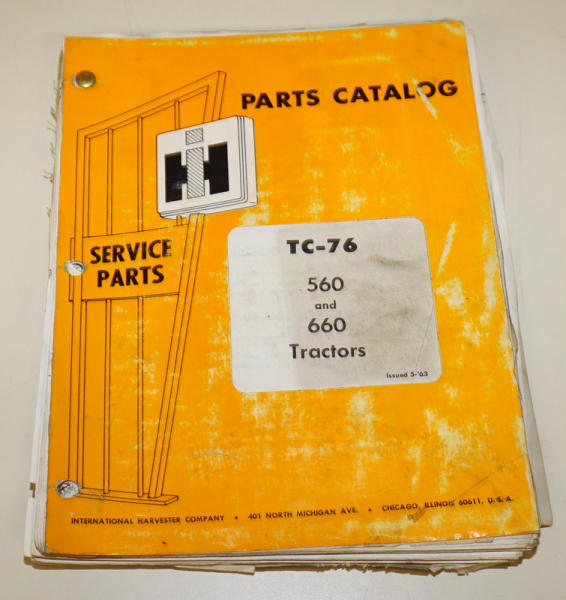 PARTS CATALOG
IH
SERVICE
PARTS
TC-76
560
and
660
Tractors
Issued 5-'63
INTERNATIONAL HARVESTER COMPANY • 401 NORTH MICHIGAN AVE. • CHICAGO, ILLINOIS 60611, U.S.A.